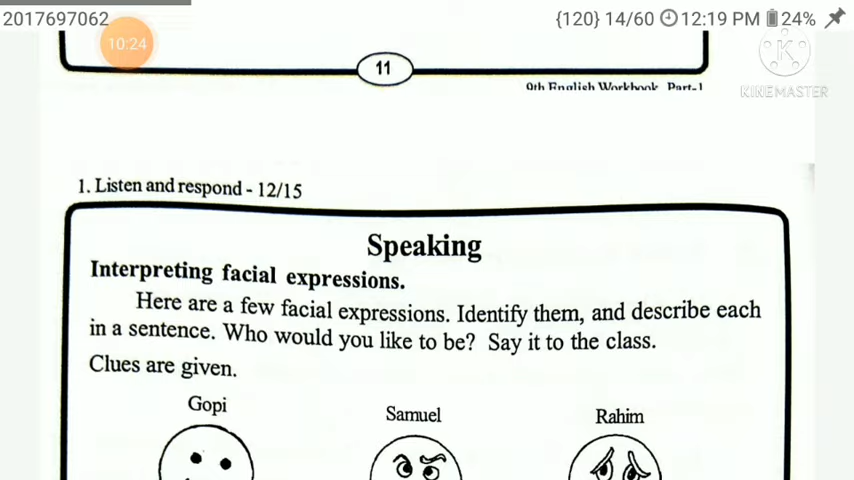 2017697062
{120} 14/60 12:19 PM 24%
10:24
KINEMASTER
11
9th English Workbook Part-1
1. Listen and respond - 12/15
Speaking
Interpreting facial expressions.
Here are a few facial expressions. Identify them, and describe each
in a sentence. Who would you like to be? Say it to the class.
Clues are given.
Gopi
Samuel
Rahim